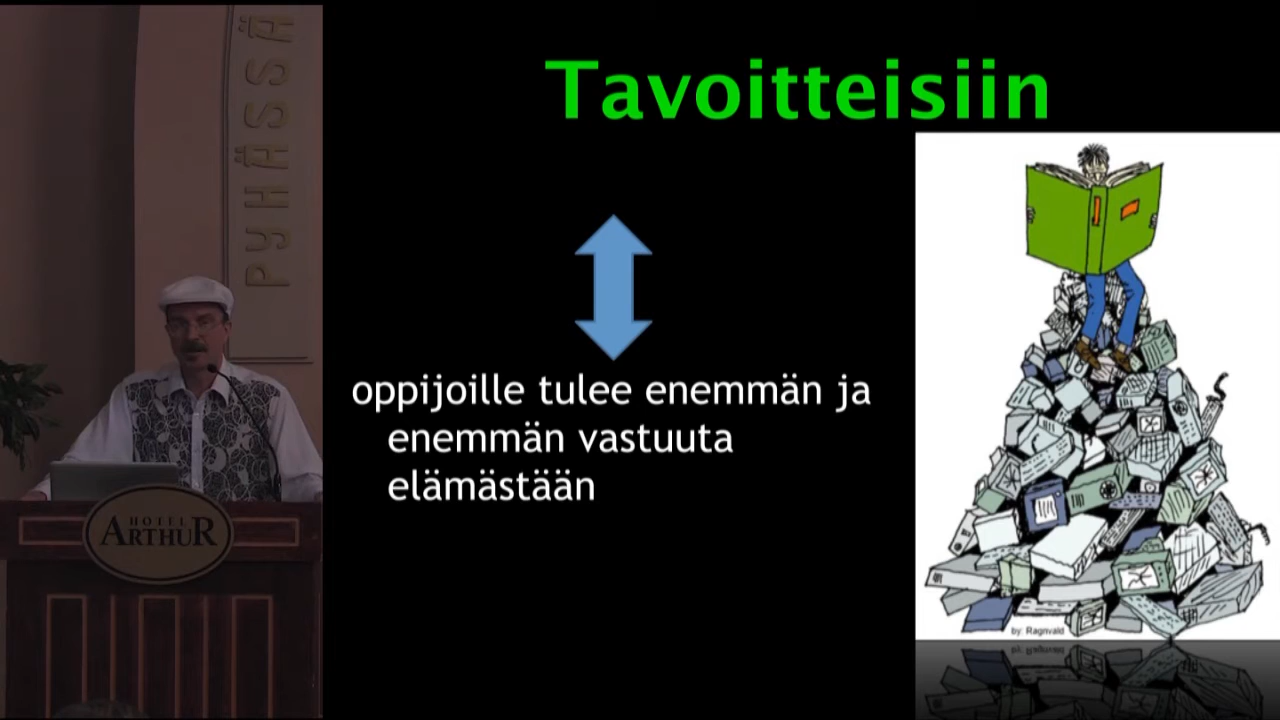 PYHÄSSÄ
HOTEL
ARTHUR
Tavoitteisiin
oppijoille tulee enemmän ja
enemmän vastuuta
elämästään
by: Ragnvald